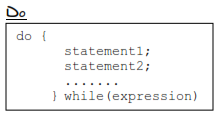 Do
do {
statement1;
statement2;
.......
} while(expression)